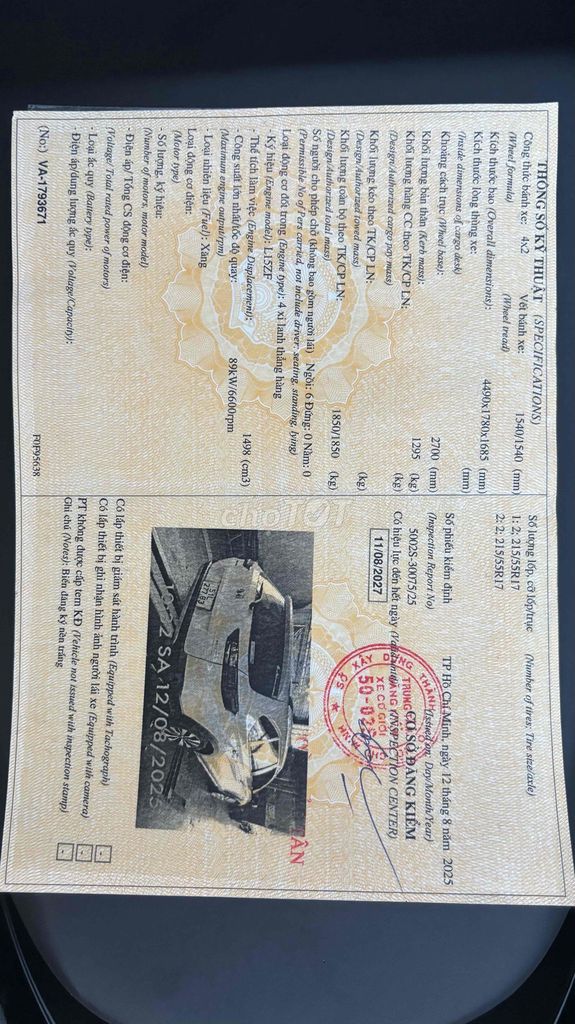 THÔNG SỐ KỸ THUẬT (SPECIFICATIONS)
Công thức bánh xe: 4x2 Vết bánh xe: 1540/1540 (mm)
(Wheel formula) (Wheel tread)
Kích thước bao (Overall dimensions): 4490x1780x1685 (mm)
Kích thước lòng thùng xe: (mm)
(Inside dimensions of cargo desk)
Khoảng cách trục (Wheel base): 2700 (mm)
Khối lượng bản thân (Kerb mass): 1295 (kg)
Khối lượng hàng CC theo TK/CP LN: (kg)
(Design/Authorized cargo pay mass)
Khối lượng kéo theo TK/CP LN: (kg)
(Design/Authorized towed mass)
Khối lượng toàn bộ theo TK/CP LN: 1850/1850 (kg)
(Design/Authorized total mass)
Số người cho phép chở (không bao gồm người lái) Ngồi: 6 Đứng: 0 Nằm: 0
(Permissible No of Pers carried, not include driver: seating, standing, lying)
Loại động cơ đốt trong (Engine type): 4 xi lanh thẳng hàng
- Ký hiệu (Engine model): L15ZF
- Thể tích làm việc (Engine Displacement): 1498 (cm3)
- Công suất lớn nhất/tốc độ quay: 89kW/6600rpm
(Maximum engine output/rpm)
- Loại nhiên liệu (Fuel): Xăng
Loại động cơ điện:
(Motor type)
- Số lượng, ký hiệu:
(Number of motors, motor model)
- Điện áp/ Tổng CS động cơ điện:
(Voltage/Total rated power of motors)
- Loại ắc quy (Battery type):
- Điện áp/dung lượng ắc quy (Voltage/Capacity):
(No:) VA-1793671 F0F95638
Số lượng lốp, cỡ lốp/trục (Number of tires; Tire size/axle)
1: 2; 215/55R17
2: 2; 215/55R17
Số phiếu kiểm định
(Inspection Report No)
5002S-30075/25
Có hiệu lực đến hết ngày
11/08/2027
TP Hồ Chí Minh, ngày 12 tháng 8 năm 2025
(Issued on: Day/Month/Year)
CƠ SỞ ĐĂNG KIỂM
(INSPECTION CENTER)
chợTỐT
SA, 12/08/2025
Có lắp thiết bị giám sát hành trình (Equipped with Tachograph)
Có lắp thiết bị ghi nhận hình ảnh người lái xe (Equipped with camera)
PT không được cấp tem KĐ (Vehicle not issued with inspection stamp)
Ghi chú (Notes): Biển đăng ký nền trắng